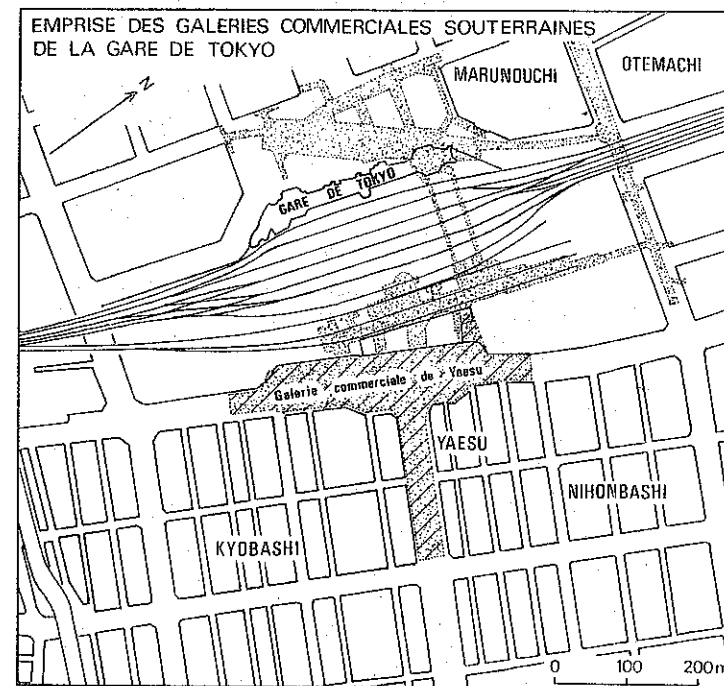 EMPRISE DES GALERIES COMMERCIALES SOUTERRAINES
DE LA GARE DE TOKYO
MARUNOUCHI
OTEMACHI
N
GARE DE TOKYO
Galerie commerciale de Yaesu
YAESU
NIHONBASHI
KYOBASHI
0 100 200m